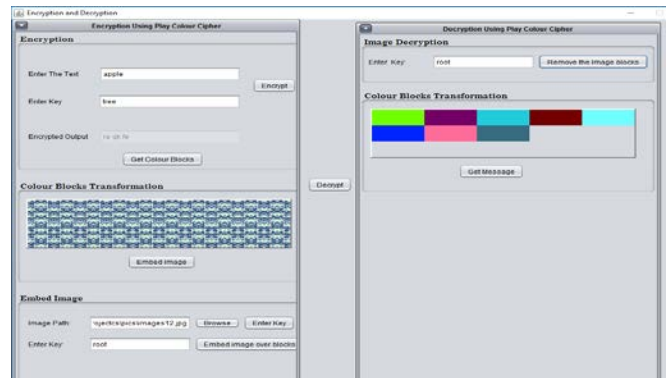 Encryption and Decryption
Encryption Using Play Colour Cipher
Encryption
Enter The Text
apple
Encrypt
Enter Key
tree
Encrypted Output
Get Colour Blocks
Colour Blocks Transformation
Embed Image
Embed Image
Image Path:
Browse
Enter Key
Enter Key:
root
Embed image over blocks
Decrypt
Decryption Using Play Colour Cipher
Image Decryption
Enter Key:
root
Remove the image blocks
Colour Blocks Transformation
Get Message